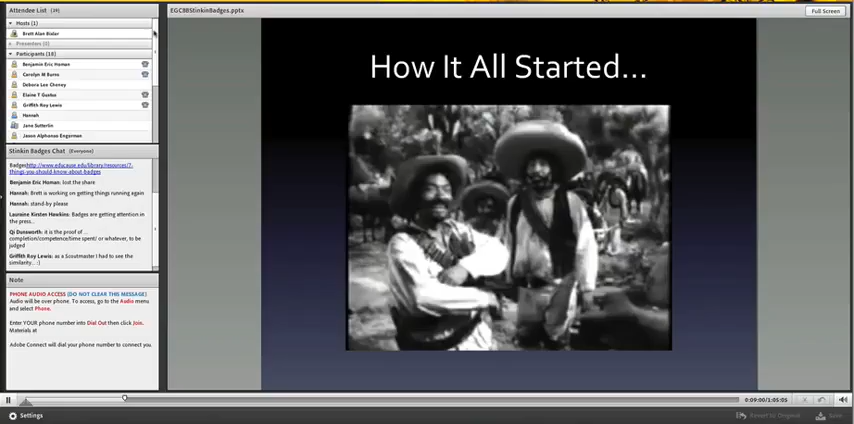 Attendee List (19)
EGC8BStinkinBadges.pptx
Full Screen
Hosts (1)
Brett Alan Bixler
Presenters (0)
Participants (18)
Benjamin Eric Homan
Carolyn M Burns
Debora Lee Cheney
Elaine T Gustus
Griffith Roy Lewis
Hannah
Jane Sutterlin
Jason Alphonso Engerman
How It All Started...
Stinkin Badges Chat (Everyone)
Badgeshttp://www.educause.edu/library/resources/7-
things-you-should-know-about-badges
Benjamin Eric Homan: lost the share
Hannah: Brett is working on getting things running again
Hannah: stand-by please
Lauraine Kirsten Hawkins: Badges are getting attention in
the press...
Qi Dunsworth: it is the proof of...
completion/competence/time spent/ or whatever, to be
judged
Griffith Roy Lewis: as a Scoutmaster I had to see the
similarity... :)
Note
PHONE AUDIO ACCESS (DO NOT CLEAR THIS MESSAGE)
Audio will be over phone. To access, go to the Audio menu
and select Phone.
Enter YOUR phone number into Dial Out then click Join.
Materials at
Adobe Connect will dial your phone number to connect you.
0:09:00/1:05:05
Settings
Revert to Original
Save